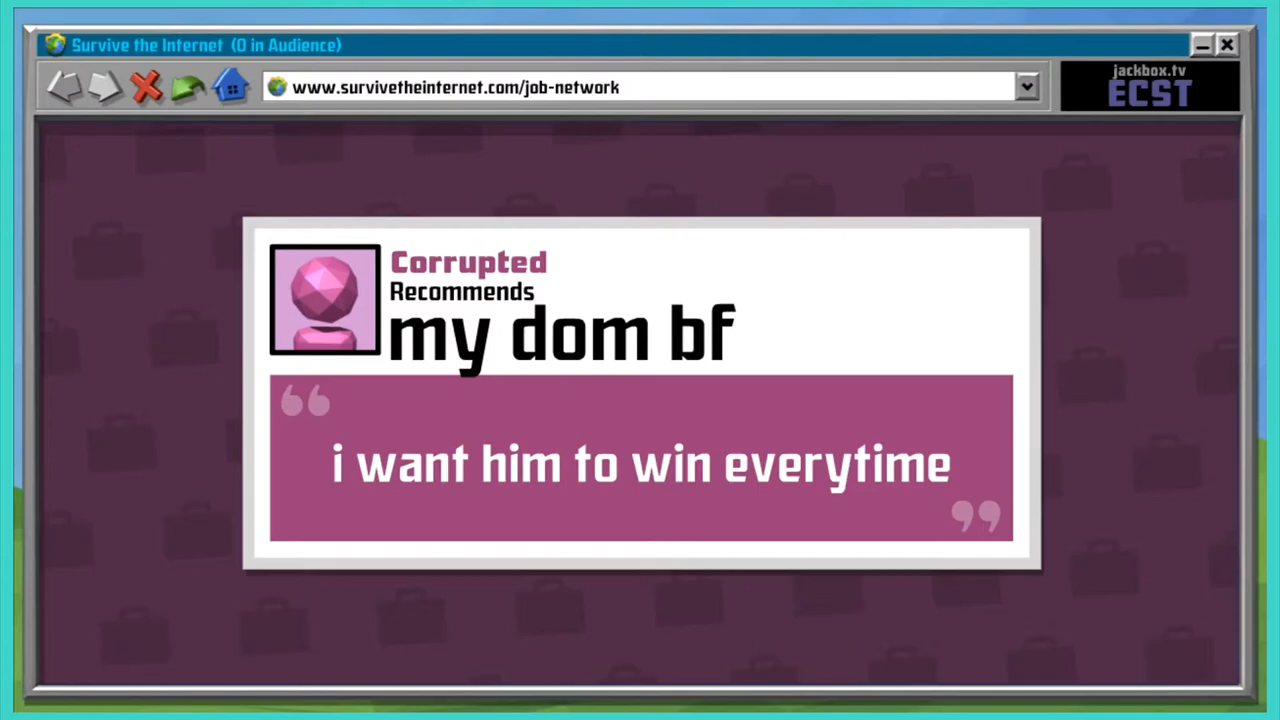 Survive the Internet (0 in Audience)
www.survivetheinternet.com/job-network
jackbox.tv
ECST
Corrupted
Recommends
my dom bf
“
i want him to win everytime
”